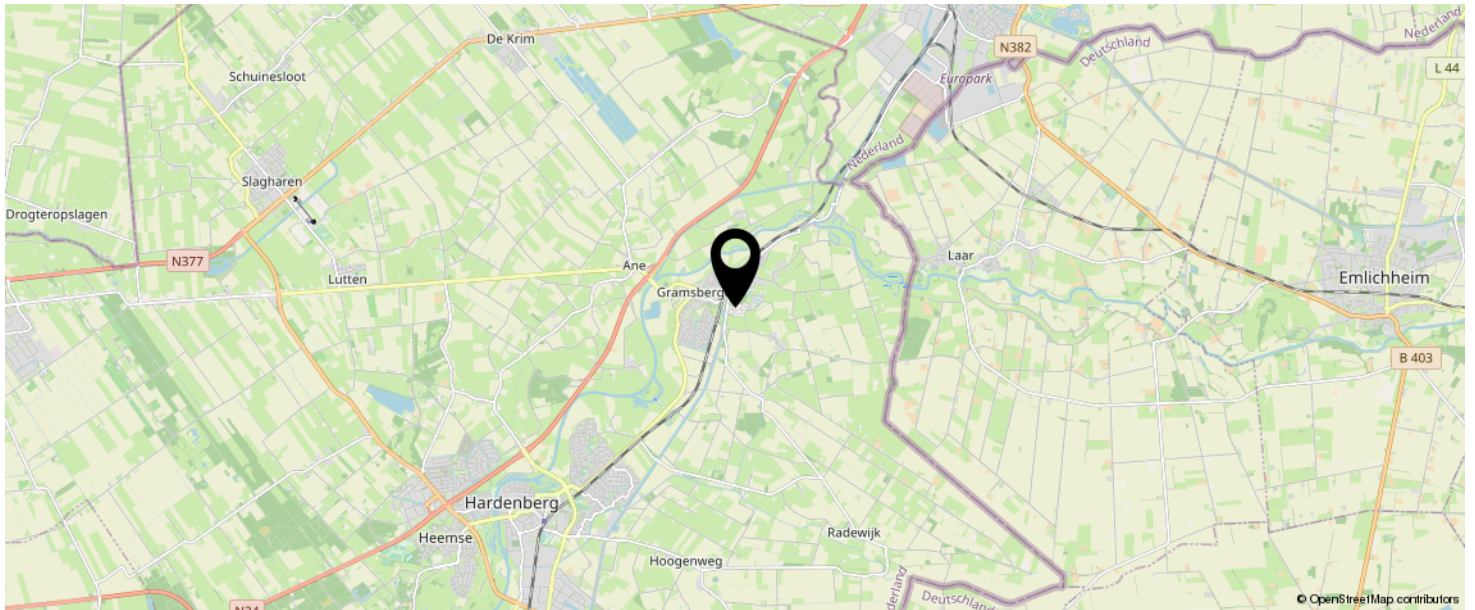 De Krim
N382
Deutschland
Nederland
L 44
Schuinesloot
Europark
Nederland
Slagharen
Drogteropslagen
N377
Lutten
Ane
Laar
Emlichheim
Gramsberg
B 403
Hardenberg
Heemse
Radewijk
Hoogenweg
N34
Nederland
Deutschland
© OpenStreetMap contributors